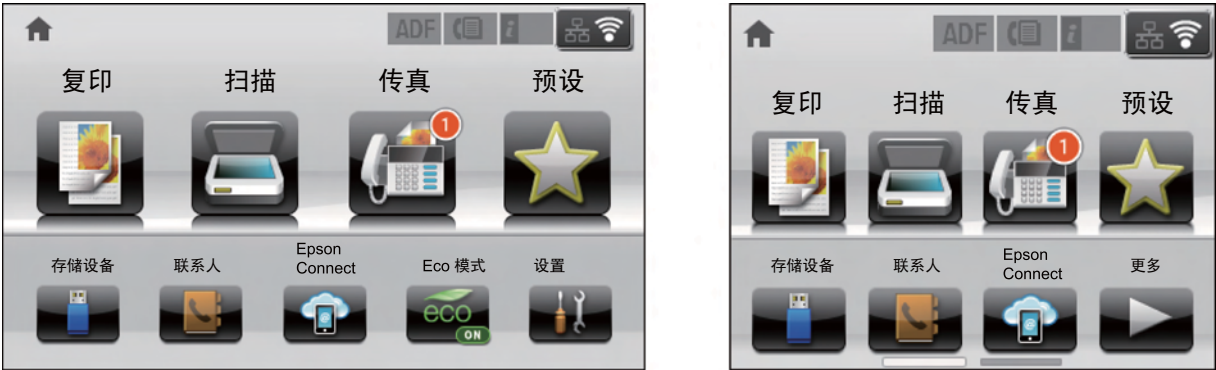 ADF
i
复印
扫描
传真
预设
1
存储设备
联系人
Epson
Connect
Eco 模式
设置
@
eco
ON
ADF
i
复印
扫描
传真
预设
1
存储设备
联系人
Epson
Connect
更多
@